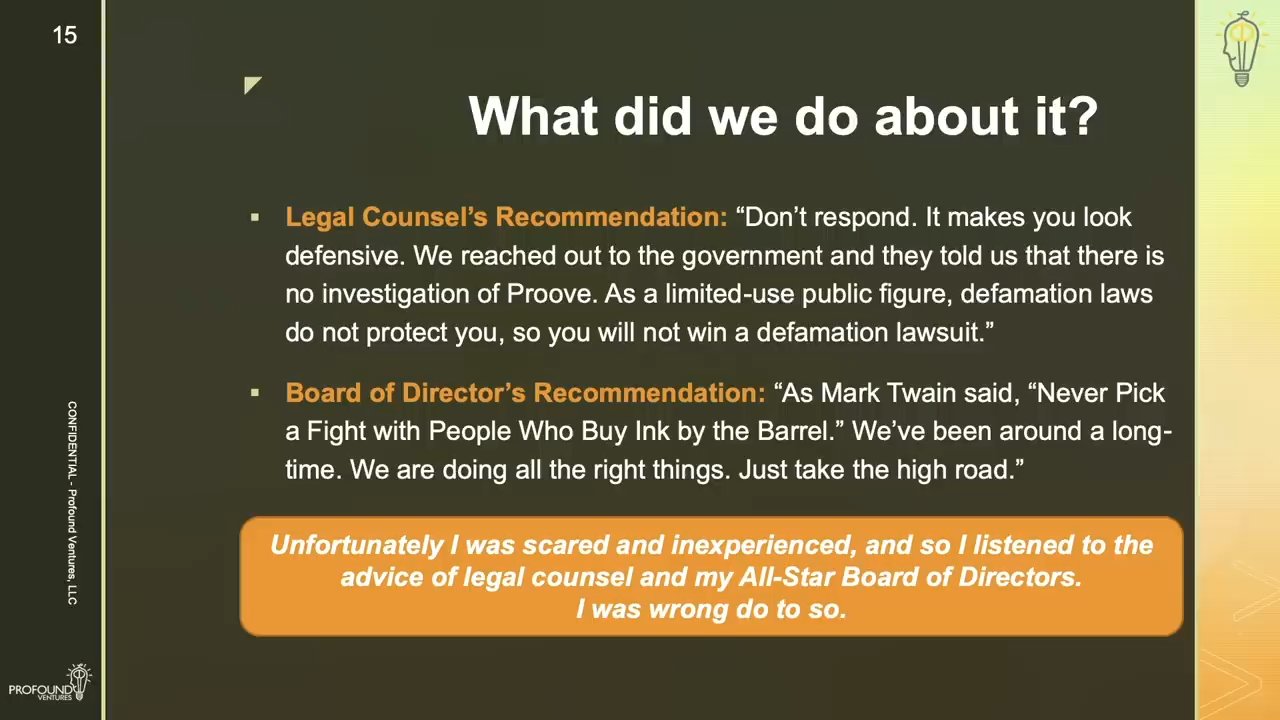 15
What did we do about it?
▪ Legal Counsel’s Recommendation: “Don’t respond. It makes you look
defensive. We reached out to the government and they told us that there is
no investigation of Proove. As a limited-use public figure, defamation laws
do not protect you, so you will not win a defamation lawsuit.”
▪ Board of Director’s Recommendation: “As Mark Twain said, “Never Pick
a Fight with People Who Buy Ink by the Barrel.” We’ve been around a long-
time. We are doing all the right things. Just take the high road.”
Unfortunately I was scared and inexperienced, and so I listened to the
advice of legal counsel and my All-Star Board of Directors.
I was wrong do to so.
CONFIDENTIAL - Profound Ventures, LLC
PROFOUND
VENTURES